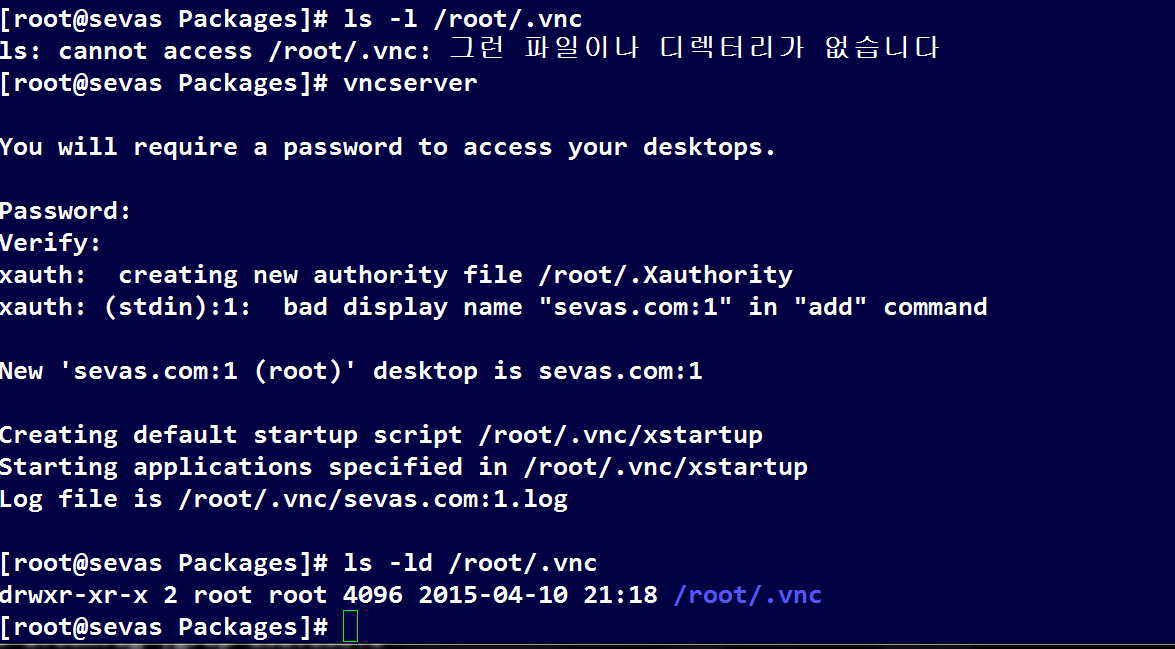 [root@sevas Packages]# ls -l /root/.vnc
ls: cannot access /root/.vnc: 그런 파일이나 디렉터리가 없습니다
[root@sevas Packages]# vncserver
You will require a password to access your desktops.
Password:
Verify:
xauth:  creating new authority file /root/.Xauthority
xauth: (stdin):1:  bad display name "sevas.com:1" in "add" command
New 'sevas.com:1 (root)' desktop is sevas.com:1
Creating default startup script /root/.vnc/xstartup
Starting applications specified in /root/.vnc/xstartup
Log file is /root/.vnc/sevas.com:1.log
[root@sevas Packages]# ls -ld /root/.vnc
drwxr-xr-x 2 root root 4096 2015-04-10 21:18 /root/.vnc
[root@sevas Packages]#